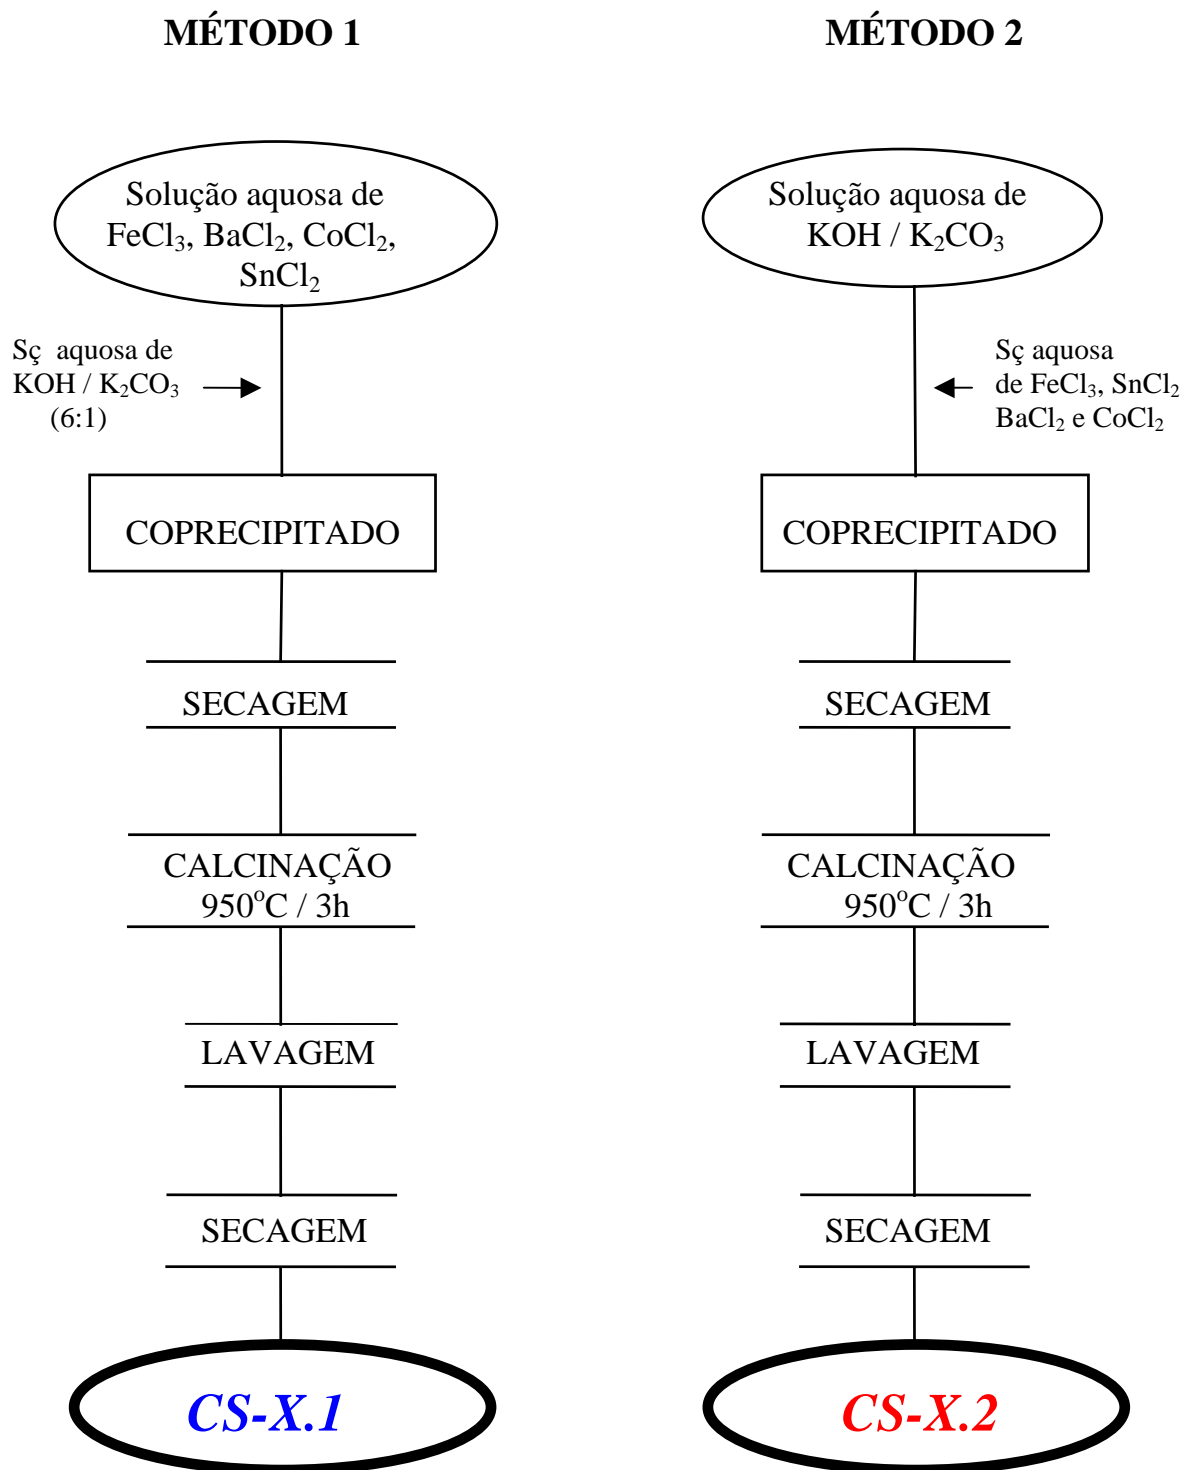 MÉTODO 1
Solução aquosa de
FeCl₃, BaCl₂, CoCl₂,
SnCl₂
Sç aquosa de
KOH / K₂CO₃
(6:1)
COPRECIPITADO
SECAGEM
CALCINAÇÃO
950°C / 3h
LAVAGEM
SECAGEM
CS-X.1
MÉTODO 2
Solução aquosa de
KOH / K₂CO₃
Sç aquosa
de FeCl₃, SnCl₂
BaCl₂ e CoCl₂
COPRECIPITADO
SECAGEM
CALCINAÇÃO
950°C / 3h
LAVAGEM
SECAGEM
CS-X.2